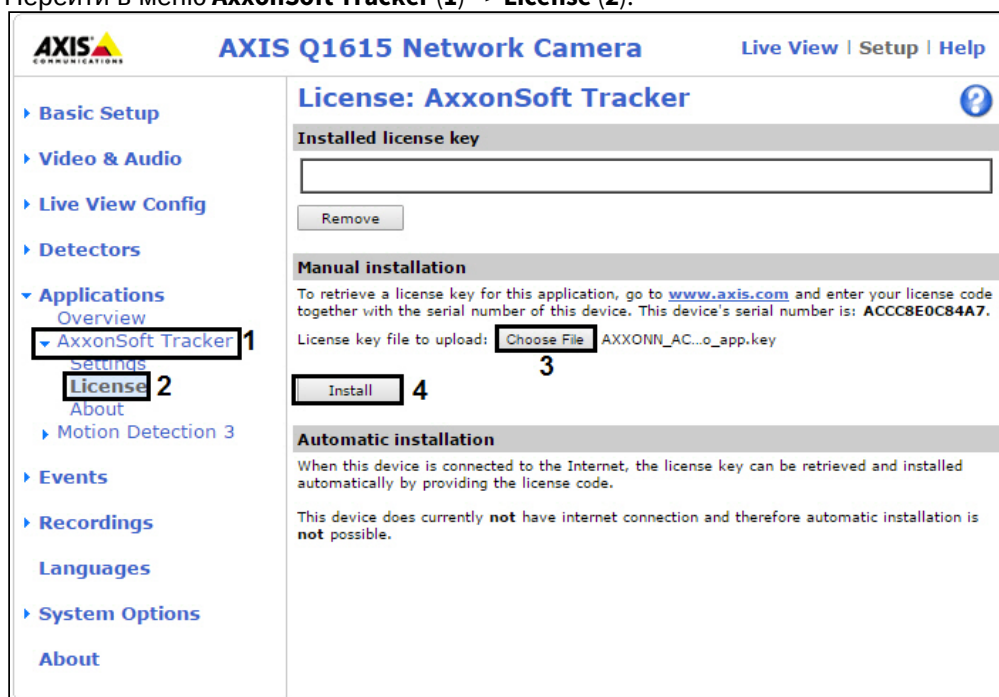 Перейти в меню AxxonSoft Tracker (1) -> License (2).
AXIS COMMUNICATIONS
AXIS Q1615 Network Camera
Live View | Setup | Help
Basic Setup
Video & Audio
Live View Config
Detectors
Applications
Overview
AxxonSoft Tracker 1
Settings
License 2
About
Motion Detection 3
Events
Recordings
Languages
System Options
About
License: AxxonSoft Tracker
Installed license key
Remove
Manual installation
To retrieve a license key for this application, go to www.axis.com and enter your license code
together with the serial number of this device. This device's serial number is: ACCC8E0C84A7.
License key file to upload: Choose File AXXONN_AC...o_app.key
3
Install 4
Automatic installation
When this device is connected to the Internet, the license key can be retrieved and installed
automatically by providing the license code.
This device does currently not have internet connection and therefore automatic installation is
not possible.